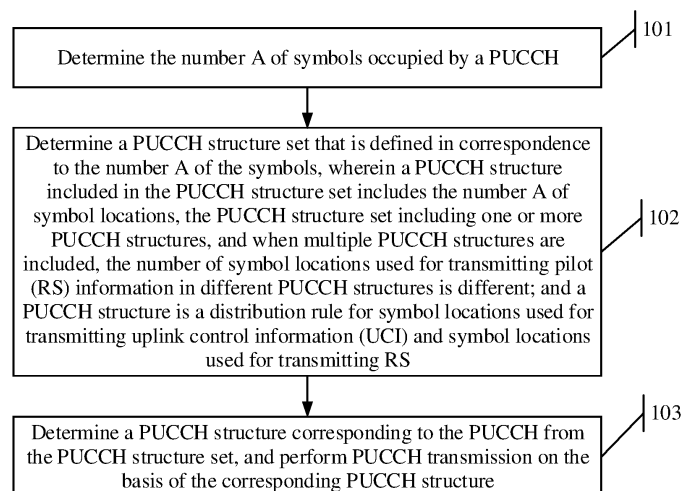 101
Determine the number A of symbols occupied by a PUCCH
Determine a PUCCH structure set that is defined in correspondence
to the number A of the symbols, wherein a PUCCH structure
included in the PUCCH structure set includes the number A of
symbol locations, the PUCCH structure set including one or more
PUCCH structures, and when multiple PUCCH structures are
included, the number of symbol locations used for transmitting pilot
(RS) information in different PUCCH structures is different; and a
PUCCH structure is a distribution rule for symbol locations used for
transmitting uplink control information (UCI) and symbol locations
used for transmitting RS
102
103
Determine a PUCCH structure corresponding to the PUCCH from
the PUCCH structure set, and perform PUCCH transmission on the
basis of the corresponding PUCCH structure